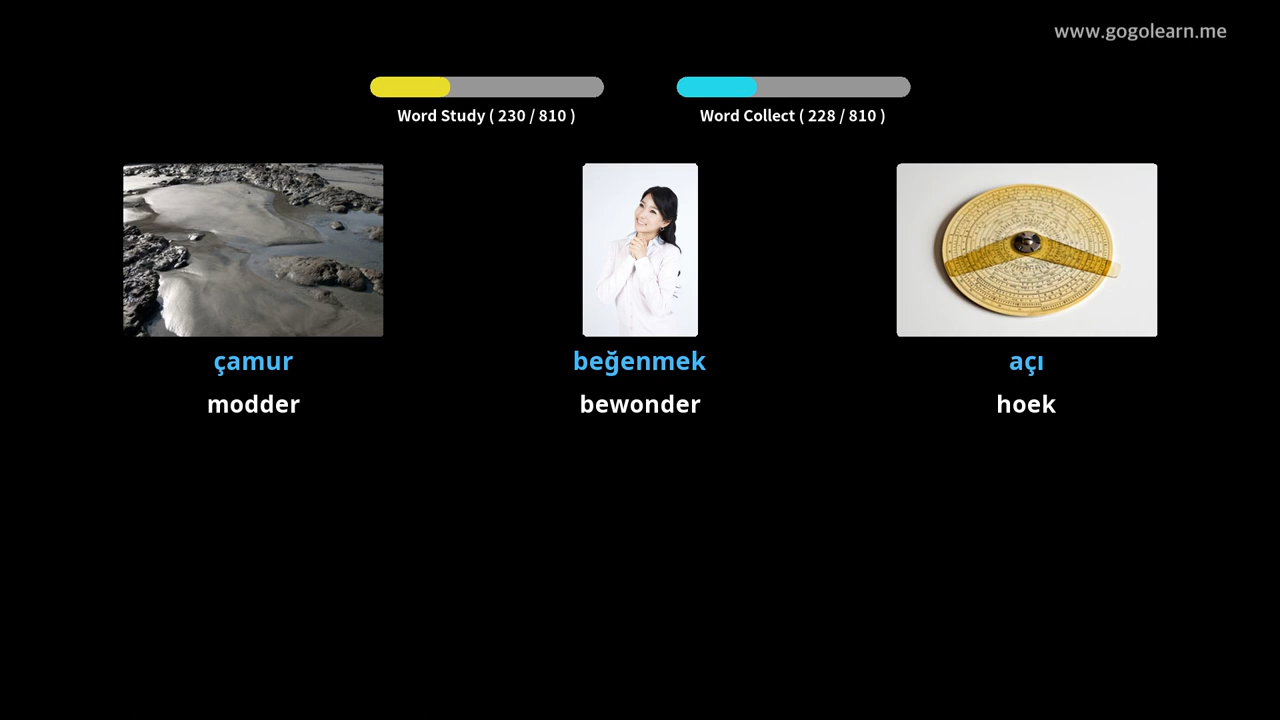 www.gogolearn.me
Word Study ( 230 / 810 )
Word Collect ( 228 / 810 )
çamur
beğenmek
açı
modder
bewonder
hoek